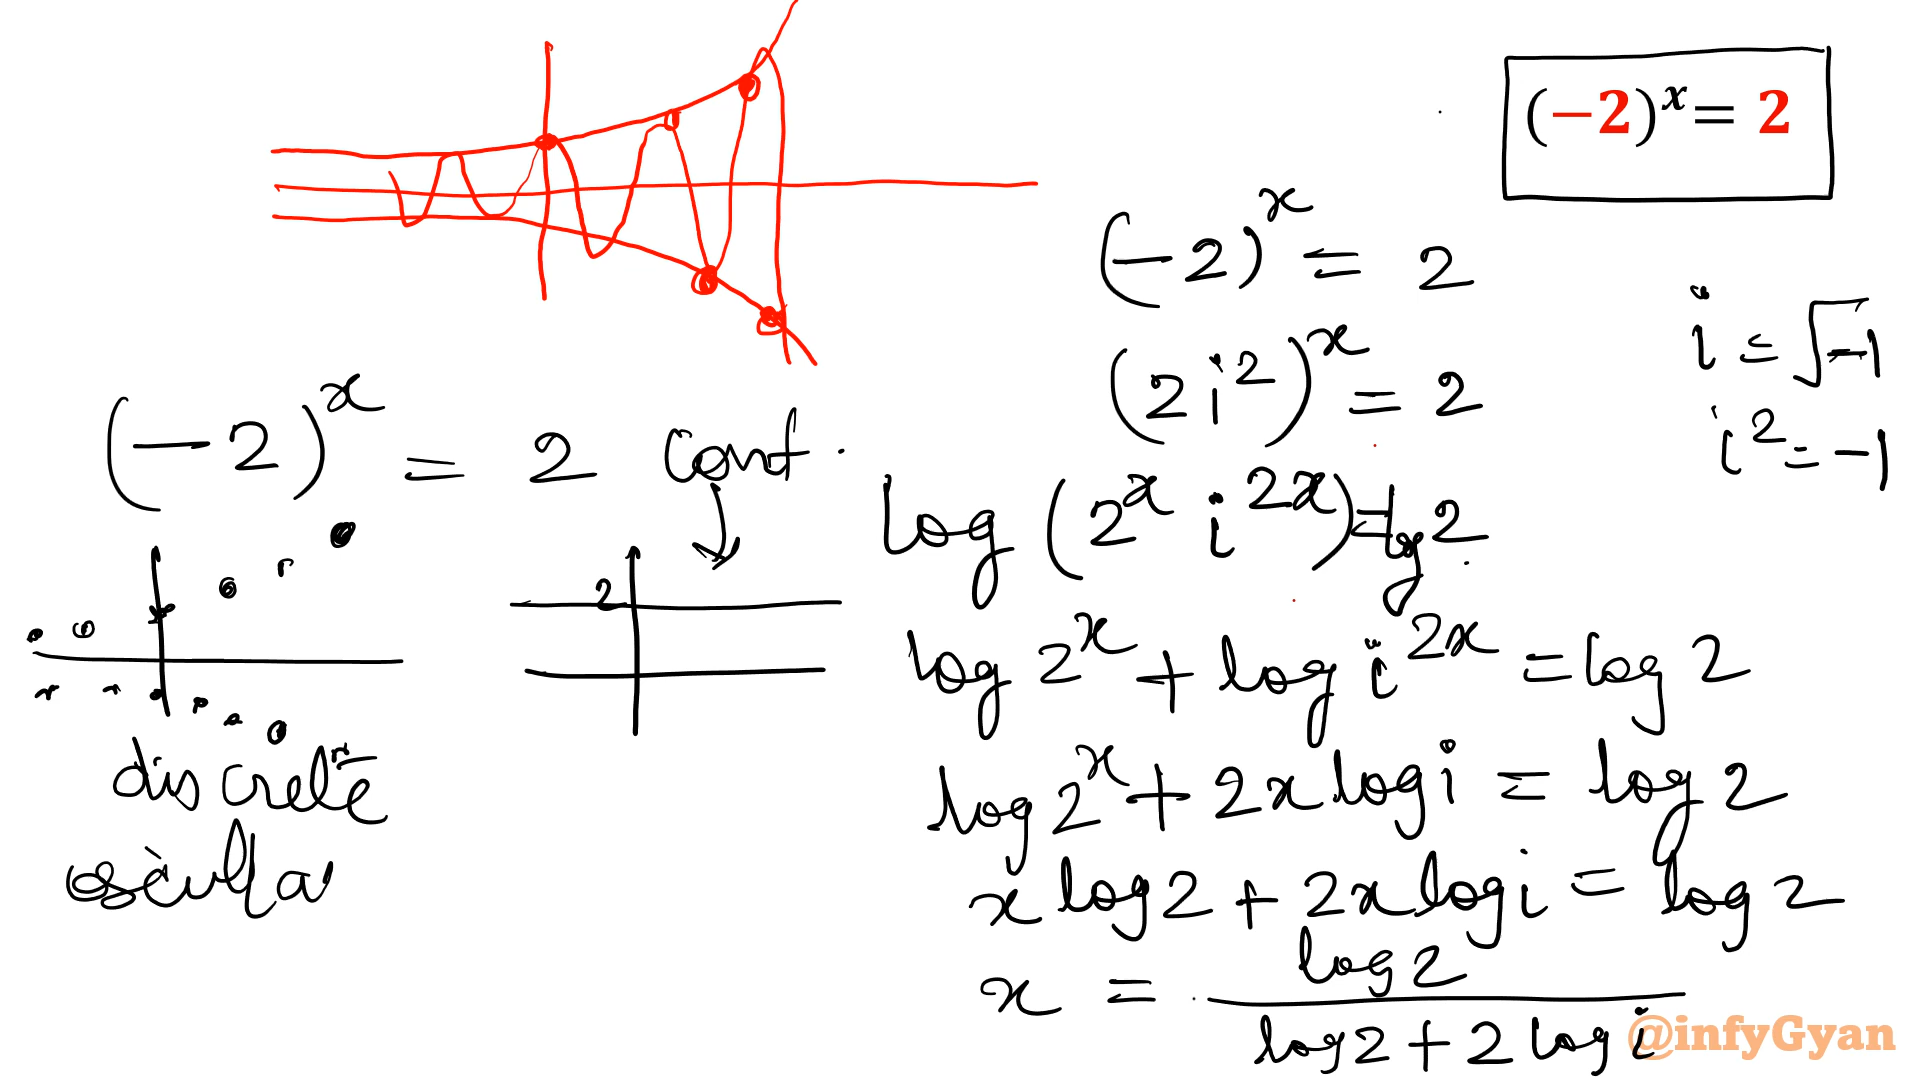 (−2)^x = 2
(−2)^x = 2
(2i^2)^x = 2
i = √−1
i^2 = −1
log (2^x i^2x) = log 2
log 2^x + log i^2x = log 2
log 2^x + 2x log i = log 2
x log 2 + 2x log i = log 2
x = log 2 / log 2 + 2 log i
(−2)^x = 2 cont
2
discrete
@infyGyan